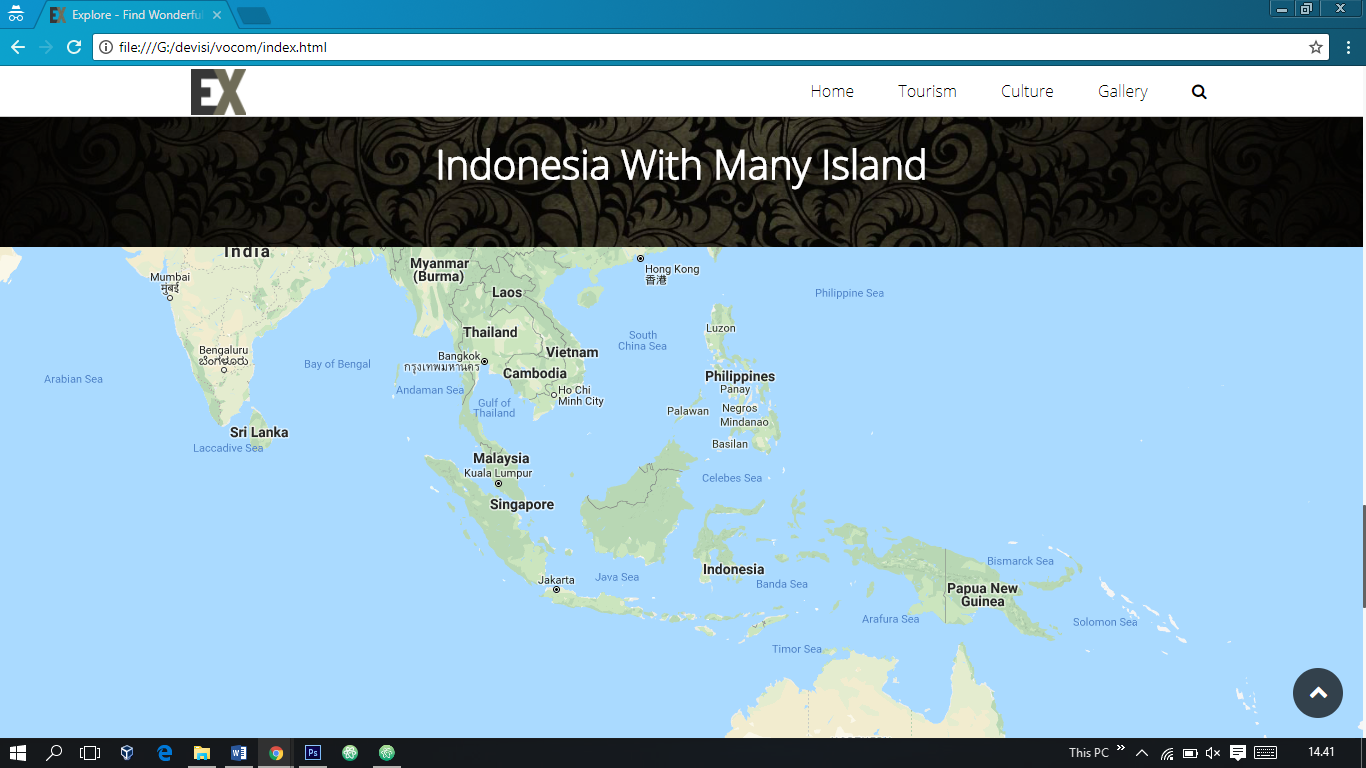 Explore - Find Wonderfu
file:///G:/devisi/vocom/index.html
EX
Home
Tourism
Culture
Gallery
Indonesia With Many Island
India
Mumbai
मुंबई
Myanmar
(Burma)
Hong Kong
香港
Laos
Philippine Sea
Thailand
Luzon
South
China Sea
Bengaluru
ಬೆಂಗಳೂರು
Bay of Bengal
Bangkok
กรุงเทพมหานคร
Vietnam
Cambodia
Arabian Sea
Andaman Sea
Philippines
Panay
Ho Chi
Minh City
Gulf of
Thailand
Palawan
Negros
Mindanao
Sri Lanka
Laccadive Sea
Basilan
Malaysia
Kuala Lumpur
Celebes Sea
Singapore
Indonesia
Bismarck Sea
Jakarta
Java Sea
Banda Sea
Papua New
Guinea
Arafura Sea
Solomon Sea
Timor Sea
This PC
14.41